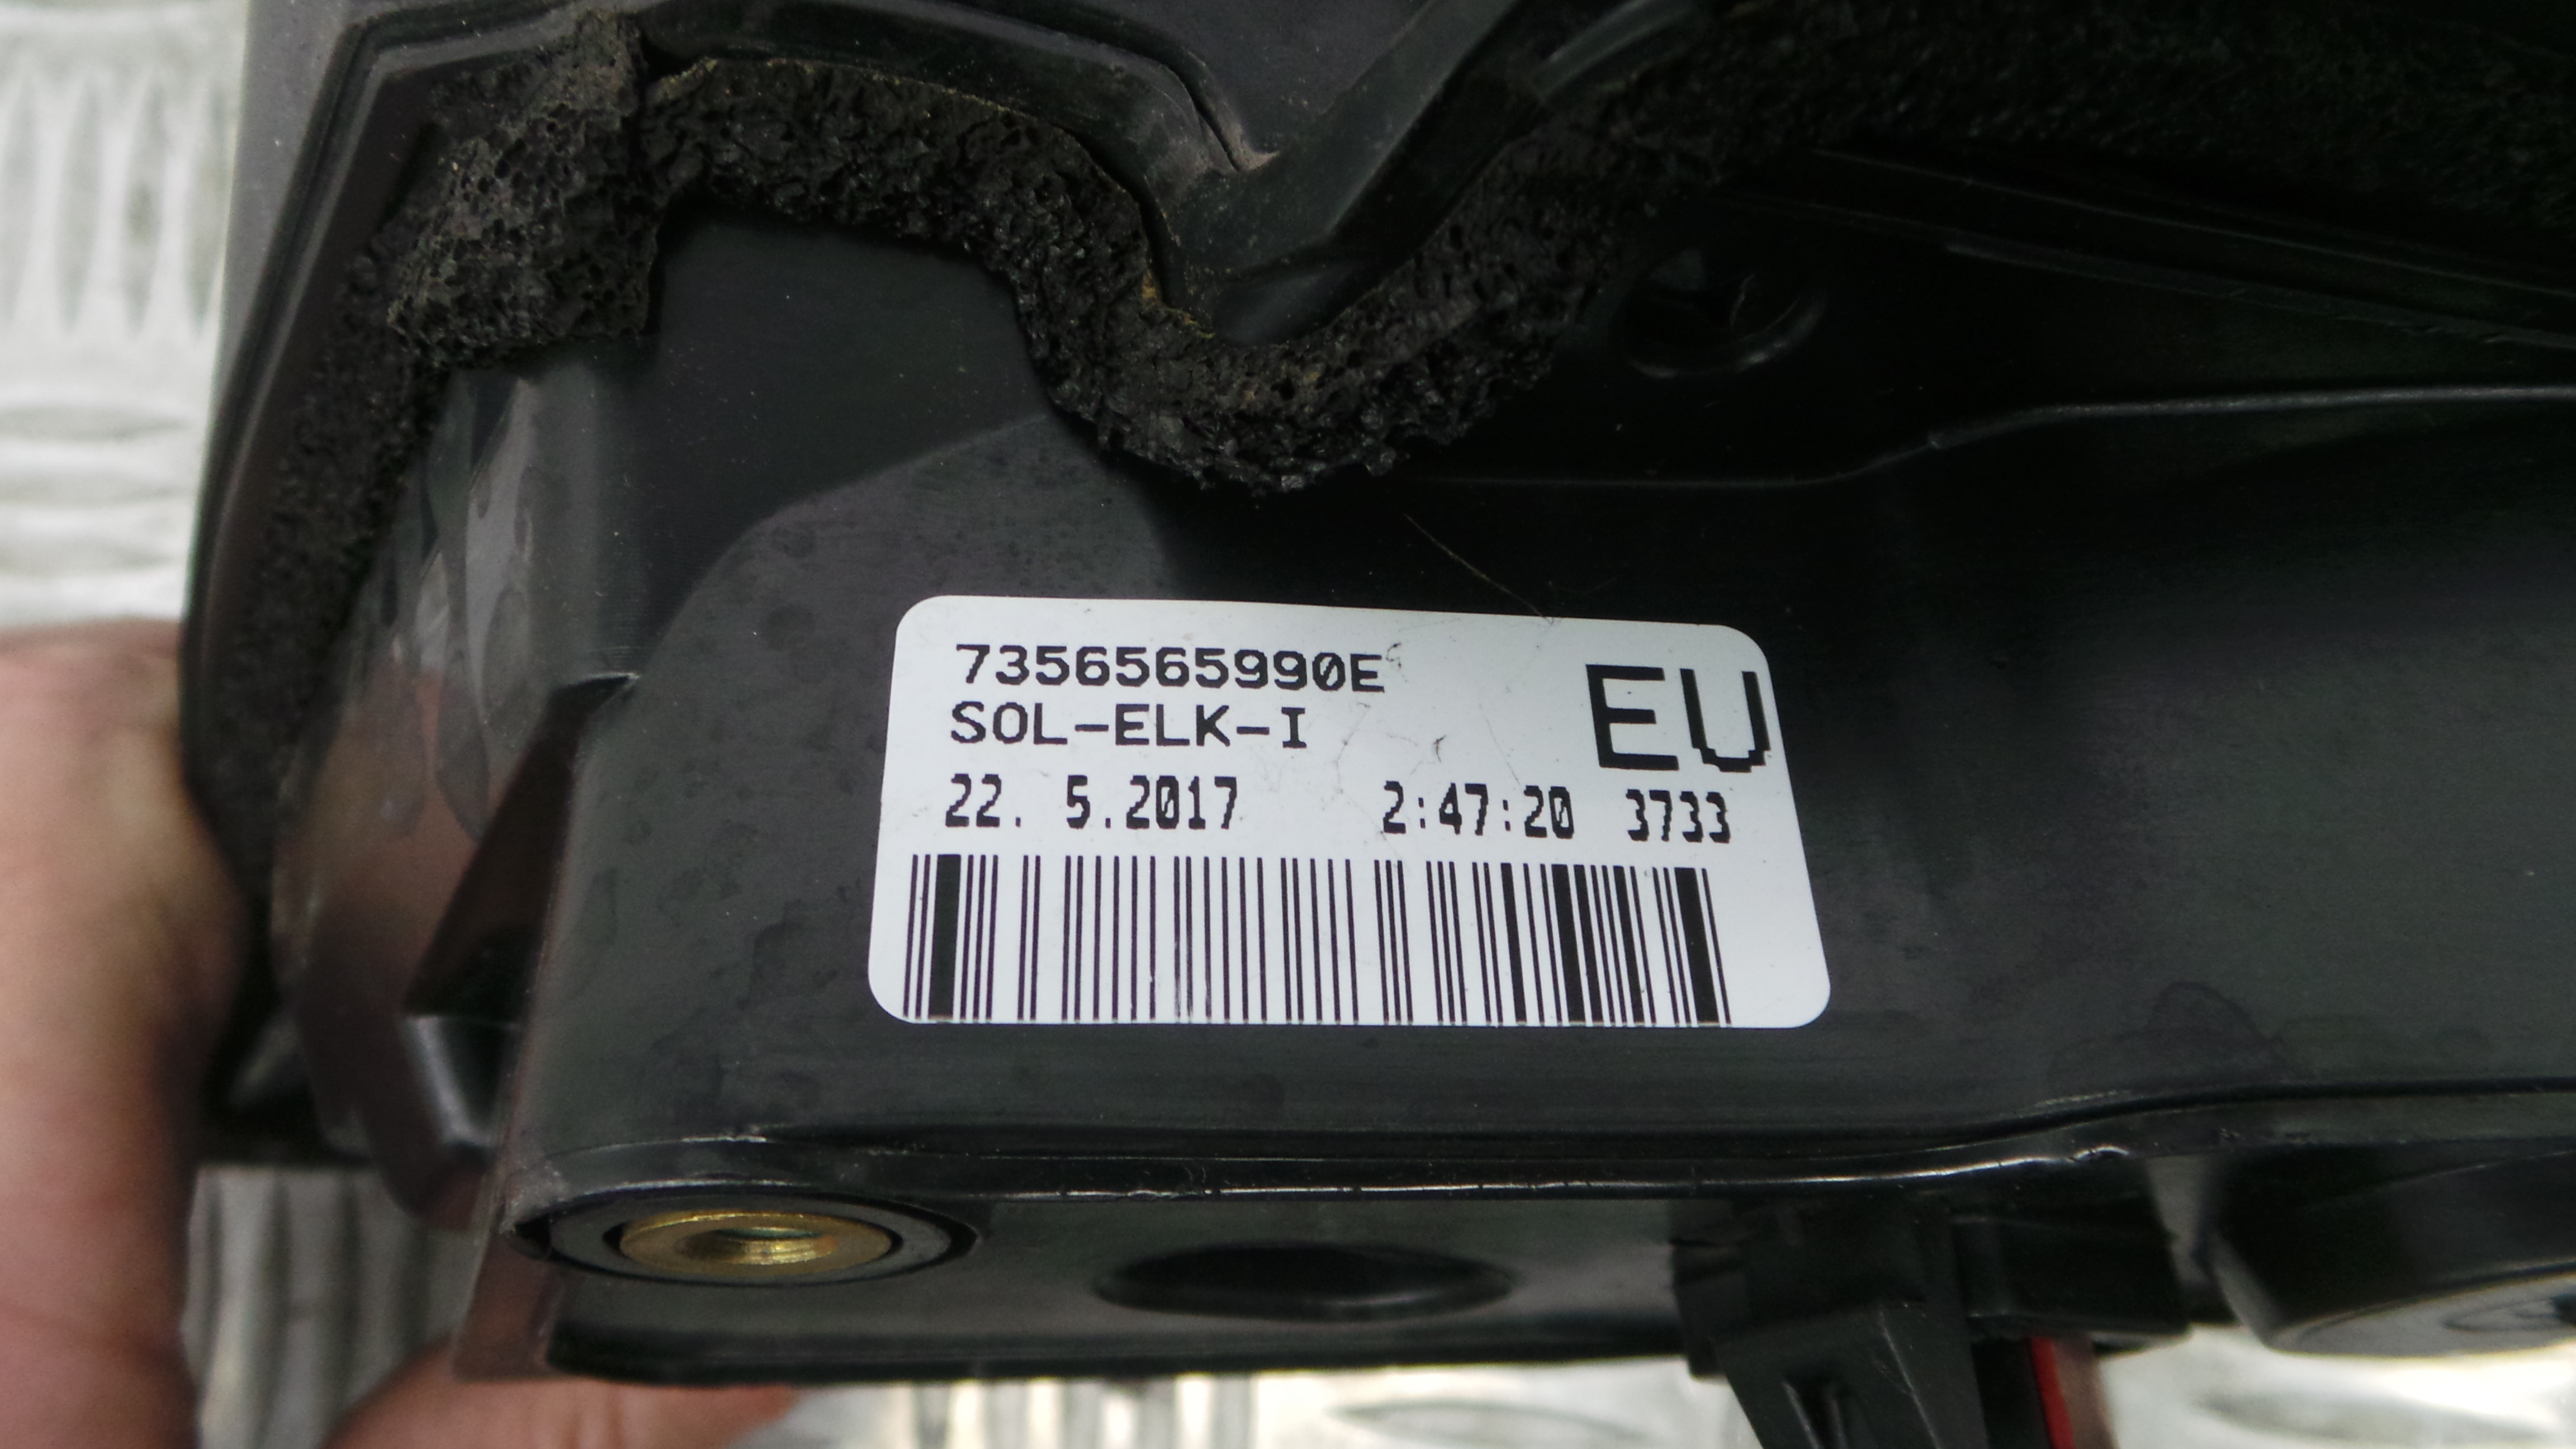 7356565990E
SOL-ELK-I
EU
22. 5.2017 2:47:20 3733